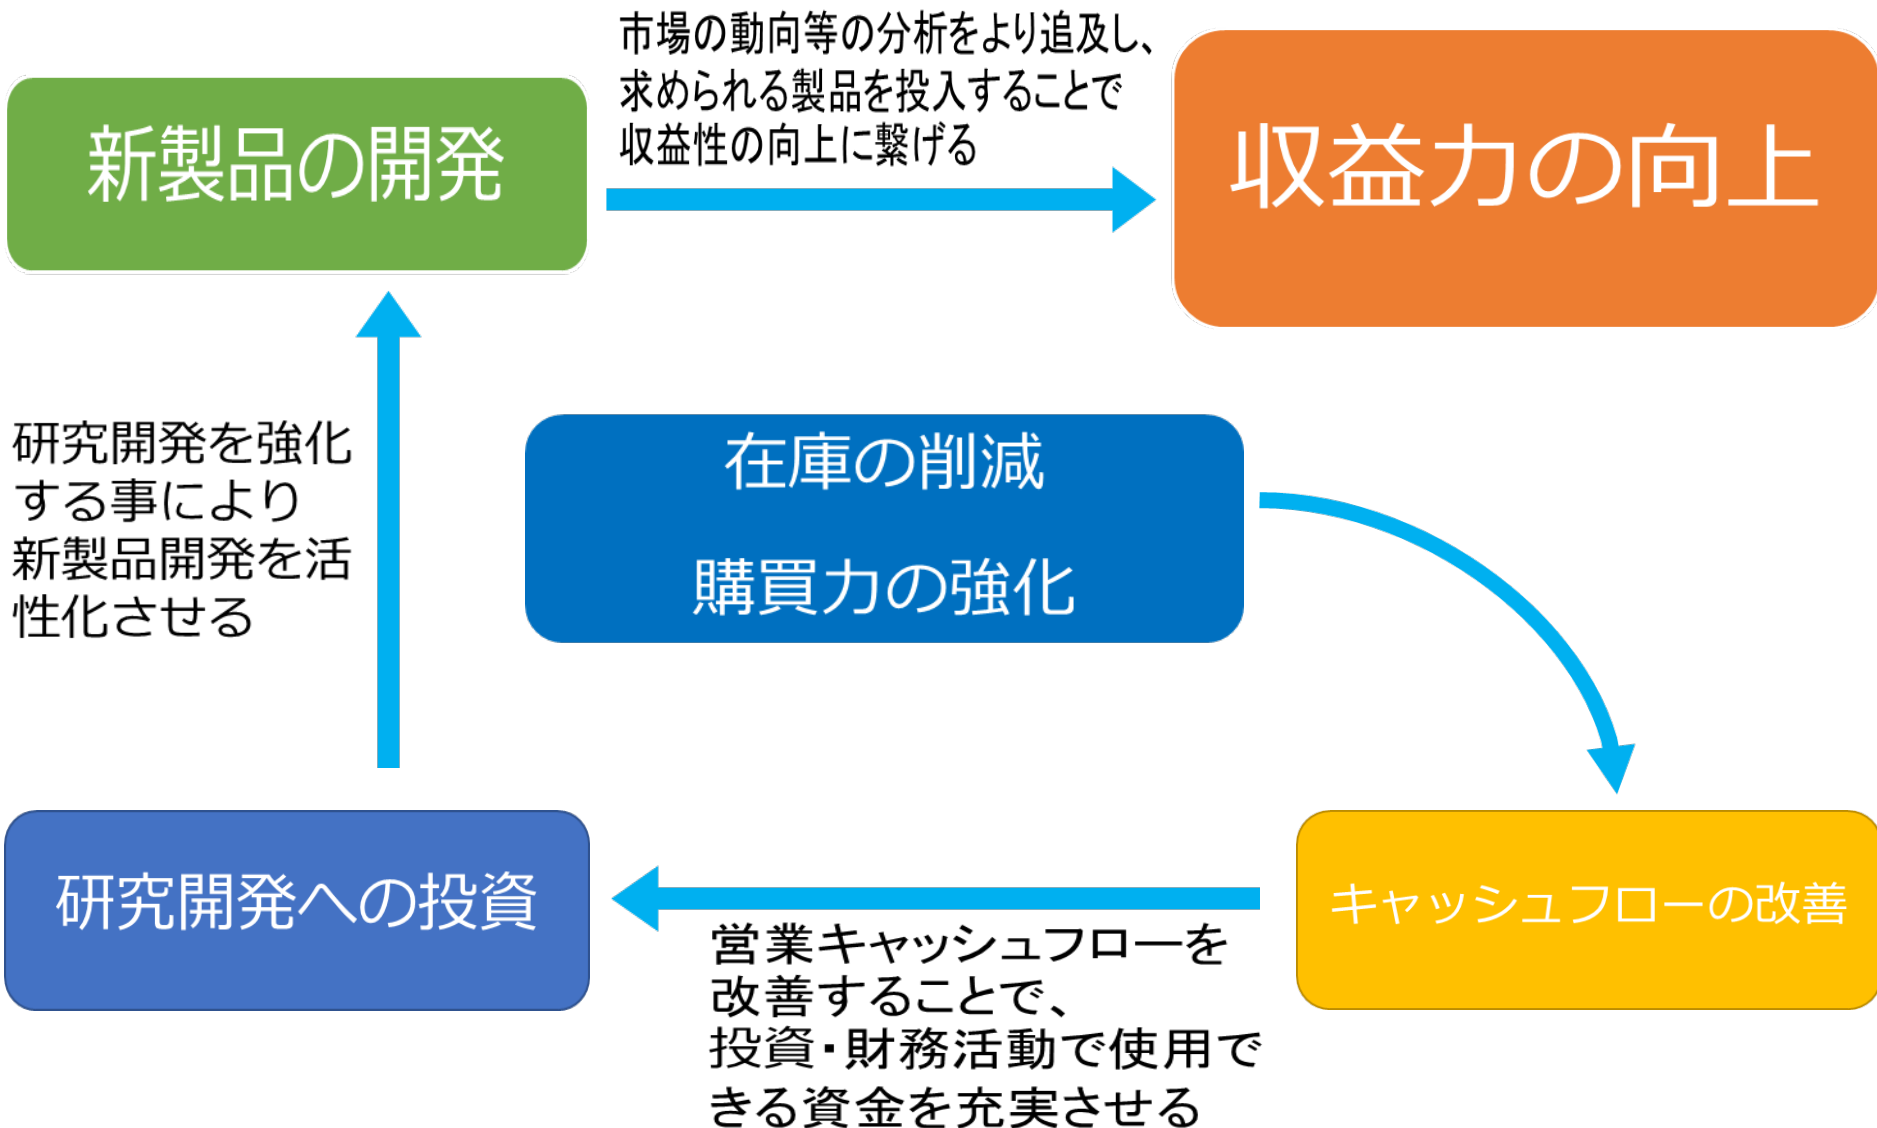 市場の動向等の分析をより追及し、
求められる製品を投入することで
収益性の向上に繋げる
新製品の開発
収益力の向上
研究開発を強化
する事により
新製品開発を活
性化させる
在庫の削減
購買力の強化
研究開発への投資
キャッシュフローの改善
営業キャッシュフローを
改善することで、
投資・財務活動で使用で
きる資金を充実させる